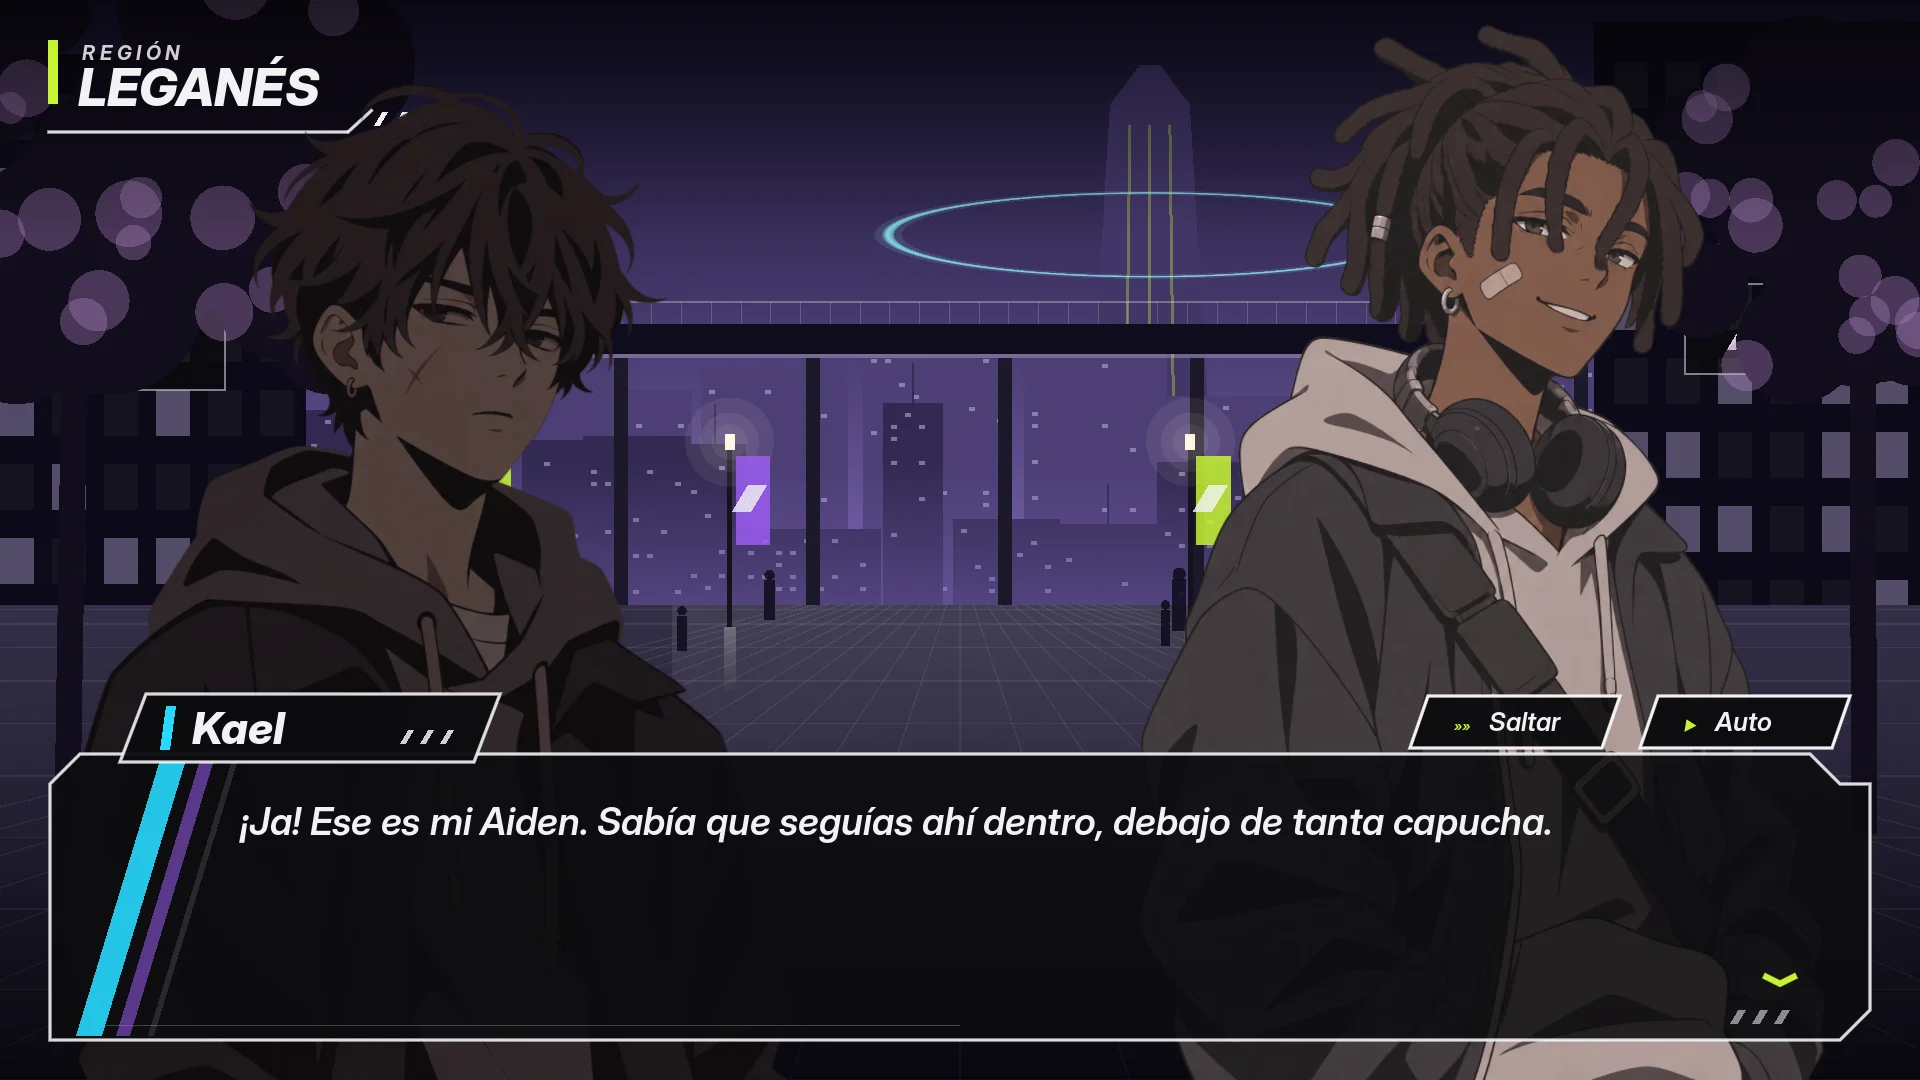 REGIÓN
LEGANÉS
Kael
»» Saltar
▶ Auto
¡Ja! Ese es mi Aiden. Sabía que seguías ahí dentro, debajo de tanta capucha.